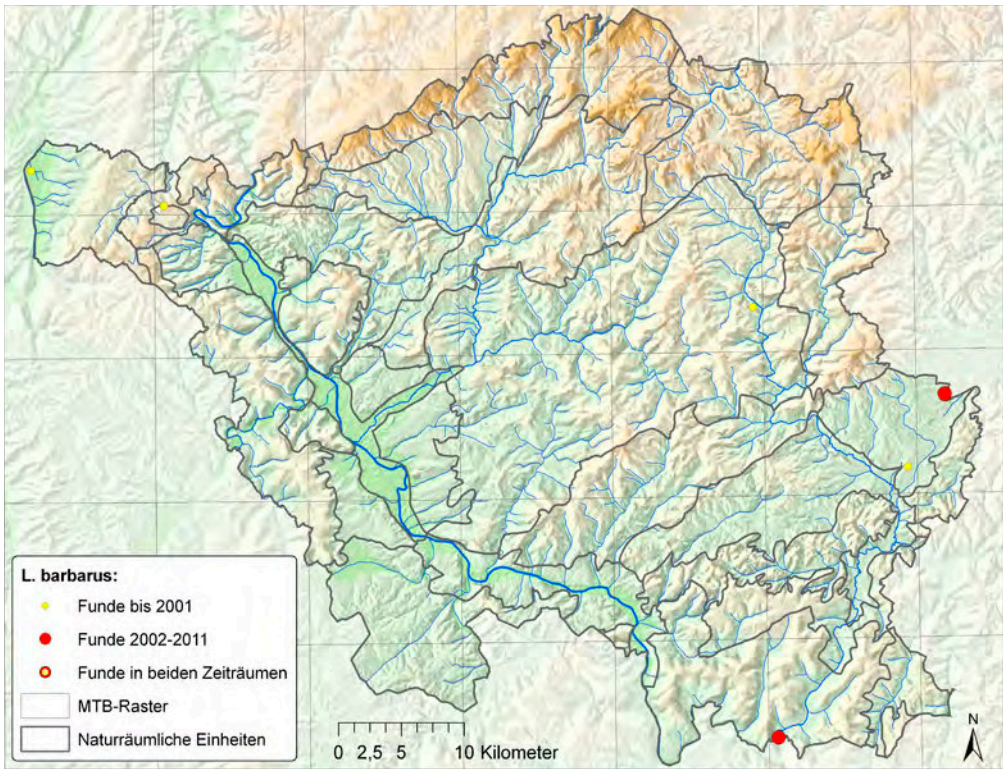 L. barbarus:
Funde bis 2001
Funde 2002-2011
Funde in beiden Zeiträumen
MTB-Raster
Naturräumliche Einheiten
0 2,5 5 10 Kilometer
N